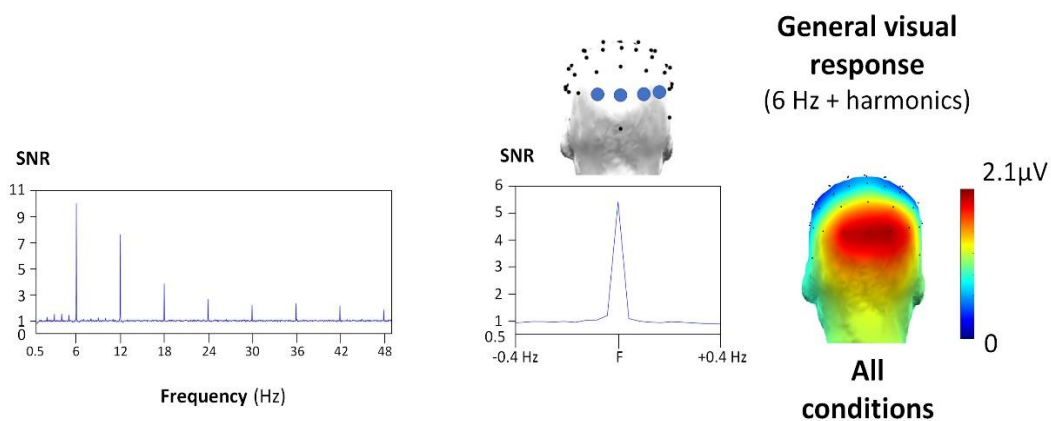 General visual
response
(6 Hz + harmonics)
SNR
11
9
7
5
3
1
0
0.5
6
12
18
24
30
36
42
48
Frequency (Hz)
SNR
6
5
4
3
2
1
0.5
-0.4 Hz
F
+0.4 Hz
2.1µV
0
All
conditions